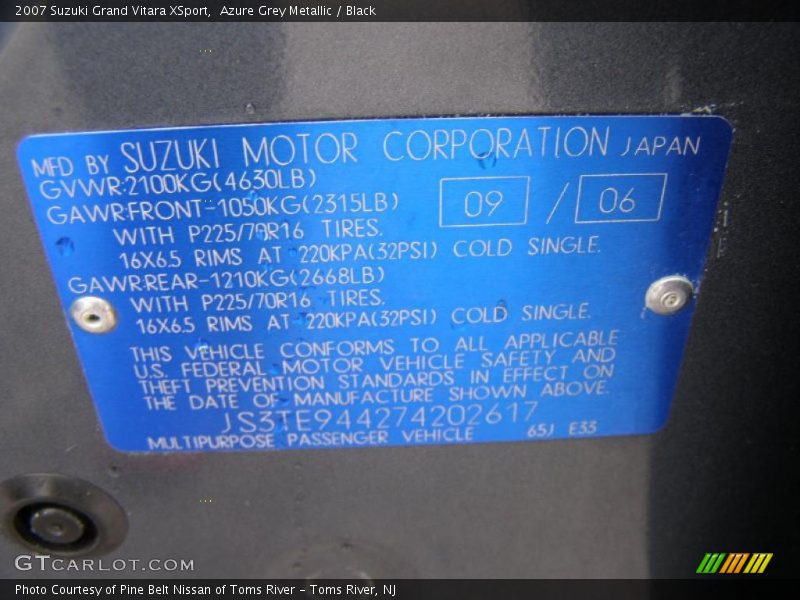 2007 Suzuki Grand Vitara XSport,  Azure Grey Metallic / Black
MFD BY SUZUKI MOTOR CORPORATION JAPAN
GVWR:2100KG(4630LB)
GAWR:FRONT-1050KG(2315LB)
09 / 06
WITH P225/70R16 TIRES.
16X6.5 RIMS AT 220KPA(32PSI) COLD SINGLE.
GAWR:REAR-1210KG(2668LB)
WITH P225/70R16 TIRES.
16X6.5 RIMS AT 220KPA(32PSI) COLD SINGLE.
THIS VEHICLE CONFORMS TO ALL APPLICABLE
U.S. FEDERAL MOTOR VEHICLE SAFETY AND
THEFT PREVENTION STANDARDS IN EFFECT ON
THE DATE OF MANUFACTURE SHOWN ABOVE.
JS3TE944274202617
MULTIPURPOSE PASSENGER VEHICLE 65J E33
GTCARLOT.COM
Photo Courtesy of Pine Belt Nissan of Toms River – Toms River, NJ